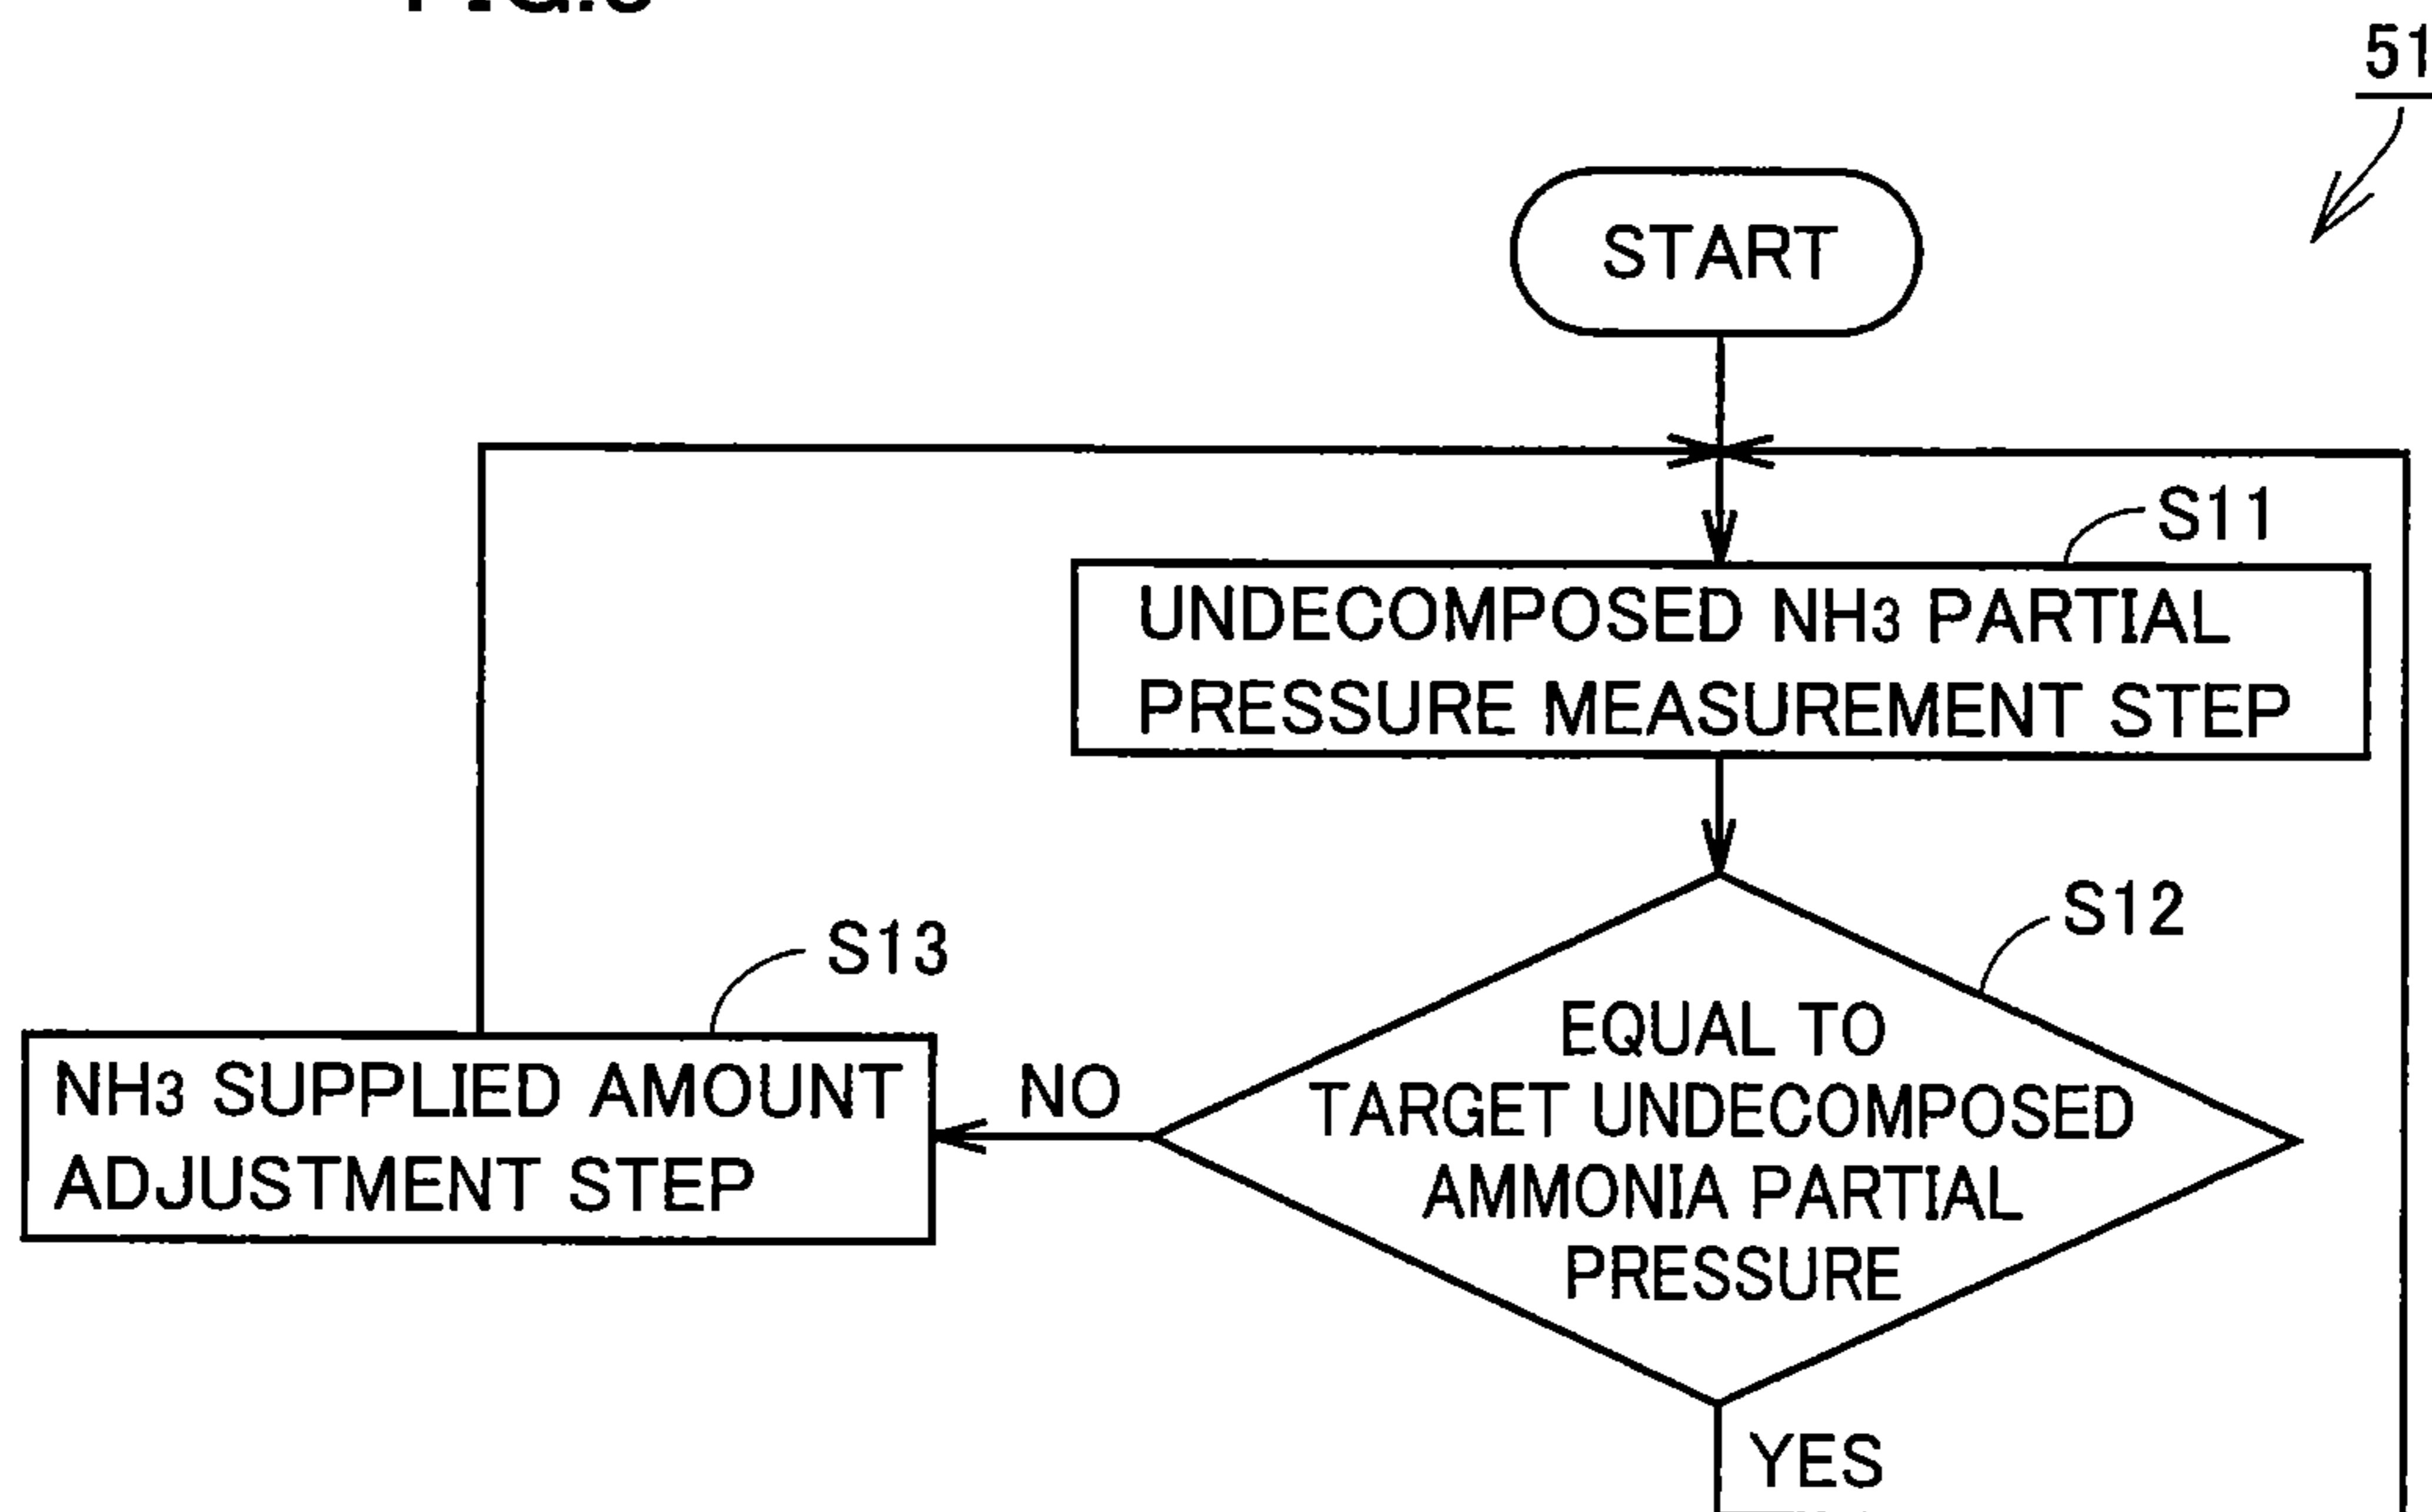 51
START
S11
UNDECOMPOSED NH3 PARTIAL
PRESSURE MEASUREMENT STEP
S12
S13
EQUAL TO
TARGET UNDECOMPOSED
AMMONIA PARTIAL
PRESSURE
NO
NH3 SUPPLIED AMOUNT
ADJUSTMENT STEP
YES